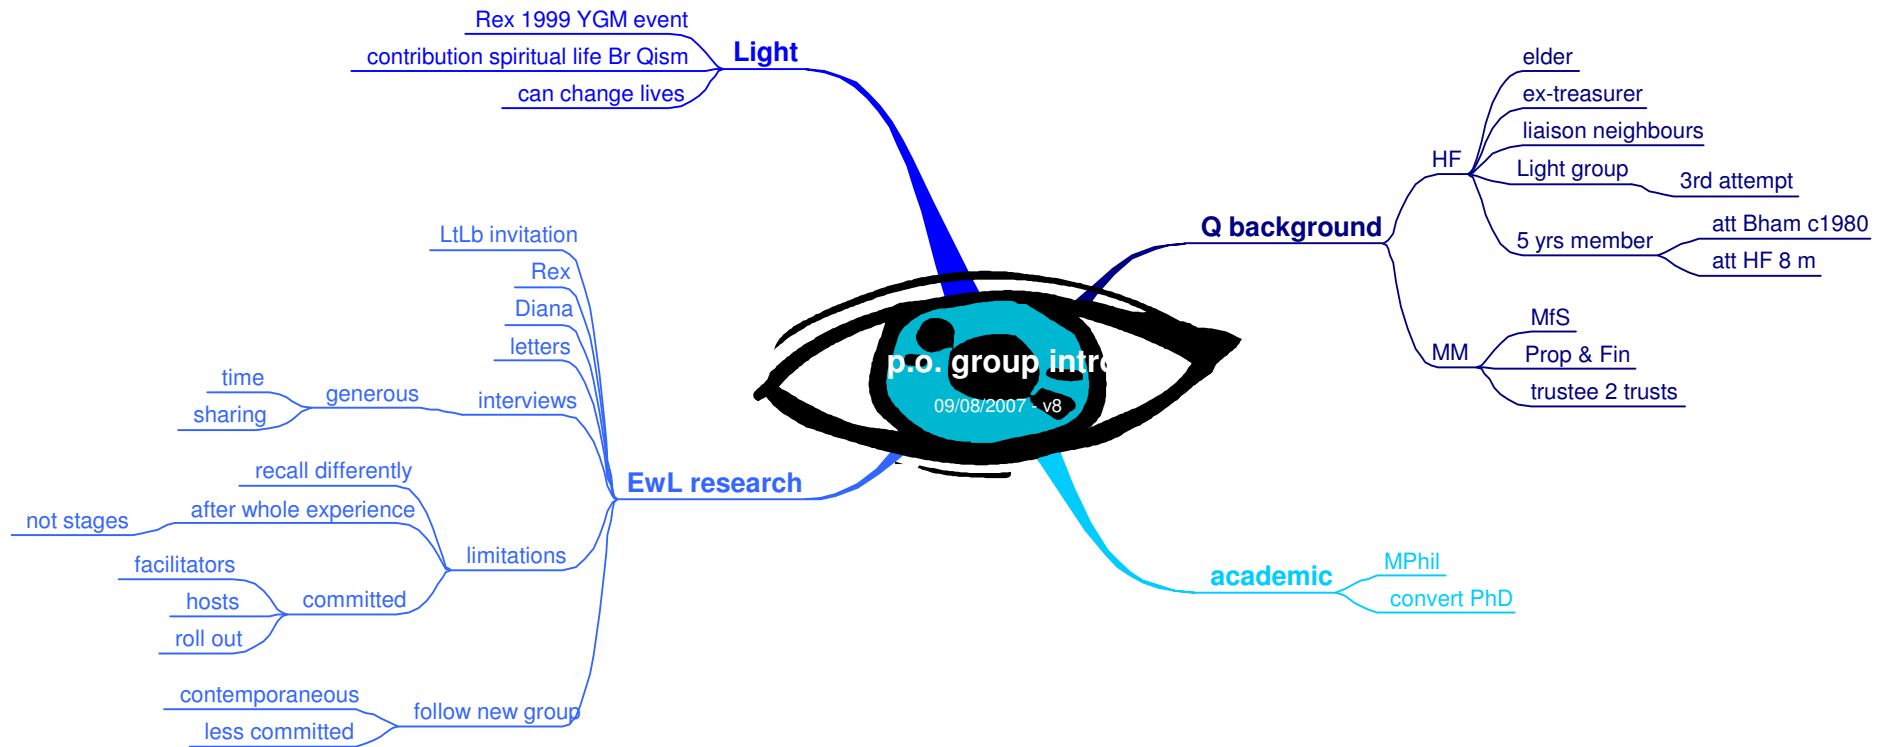 p.o. group intro
09/08/2007 - v8
Light
Rex 1999 YGM event
contribution spiritual life Br Qism
can change lives
Q background
HF
elder
ex-treasurer
liaison neighbours
Light group
3rd attempt
5 yrs member
att Bham c1980
att HF 8 m
MM
MfS
Prop & Fin
trustee 2 trusts
academic
MPhil
convert PhD
EwL research
LtLb invitation
Rex
Diana
letters
interviews
generous
time
sharing
limitations
recall differently
after whole experience
not stages
committed
facilitators
hosts
roll out
follow new group
contemporaneous
less committed